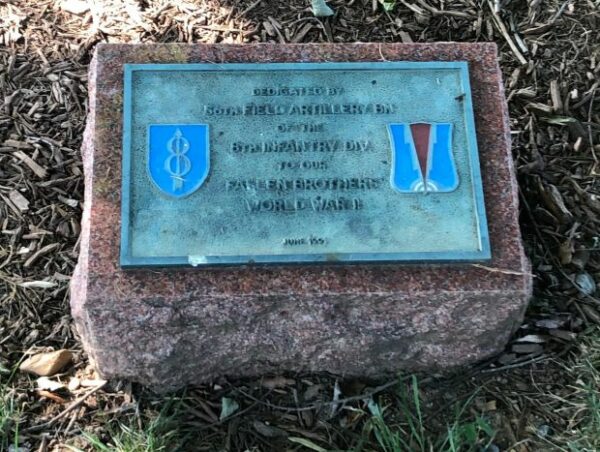 DEDICATED BY
56TH FIELD ARTILLERY BN
OF THE
8TH INFANTRY DIV.
TO OUR
FALLEN BROTHERS
WORLD WAR II
JUNE
8